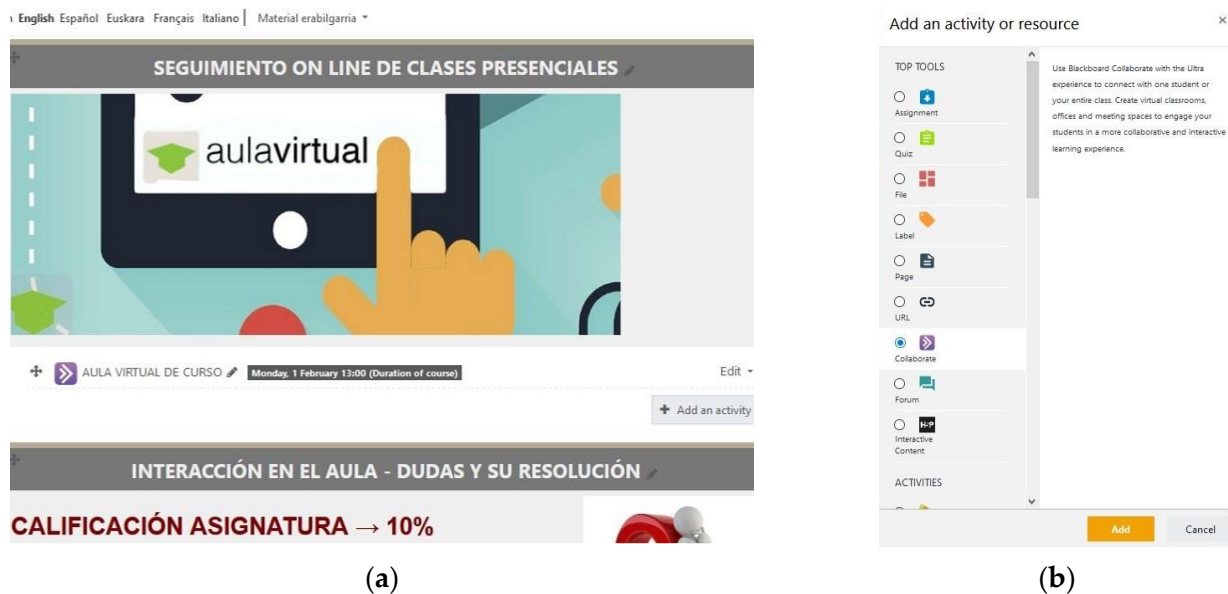 English Español Euskara Français Italiano Material erabilgarria
SEGUIMIENTO ON LINE DE CLASES PRESENCIALES
aulavirtual
AULA VIRTUAL DE CURSO Monday, 1 February 13:00 (Duration of course) Edit
+ Add an activity
INTERACCIÓN EN EL AULA - DUDAS Y SU RESOLUCIÓN
CALIFICACIÓN ASIGNATURA → 10%
(a)
Add an activity or resource ×
TOP TOOLS
Assignment
Quiz
File
Label
Page
URL
Collaborate
Forum
H-P
Interactive
Content
ACTIVITIES
Use Blackboard Collaborate with the Ultra
experience to connect with one student or
your entire class. Create virtual classrooms,
offices and meeting spaces to engage your
students in a more collaborative and interactive
learning experience.
Add Cancel
(b)